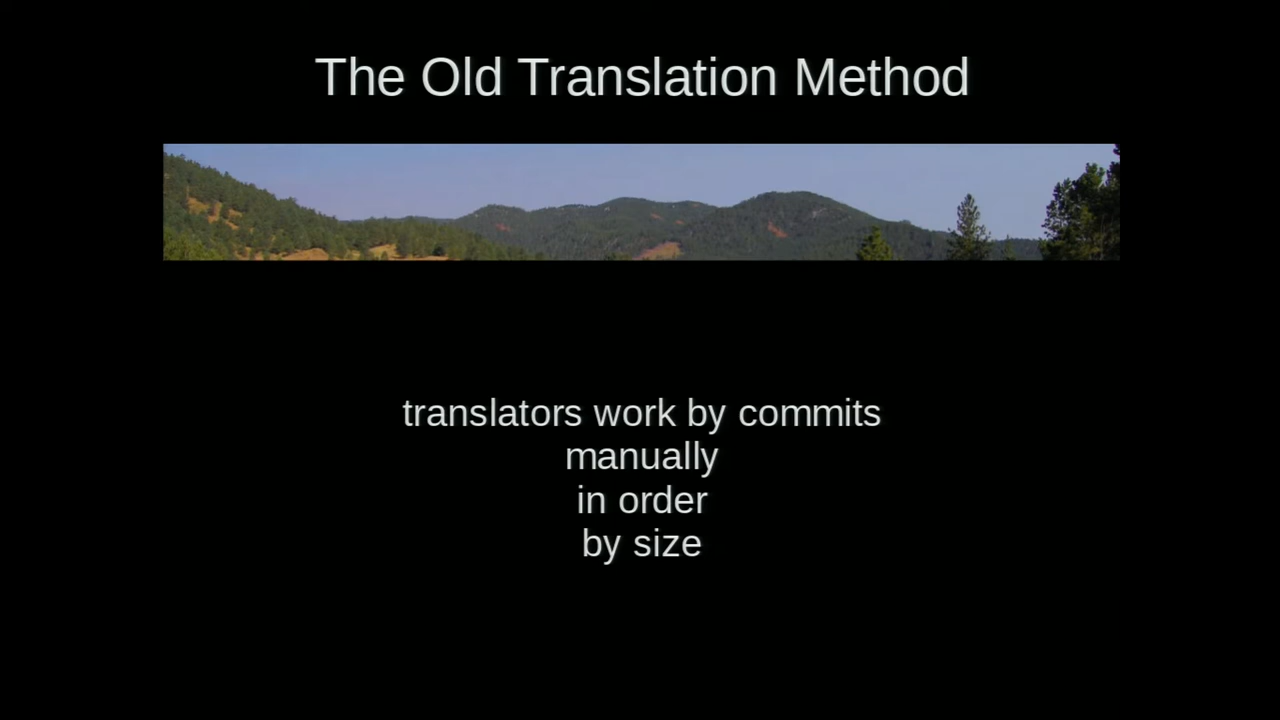 The Old Translation Method
translators work by commits
manually
in order
by size